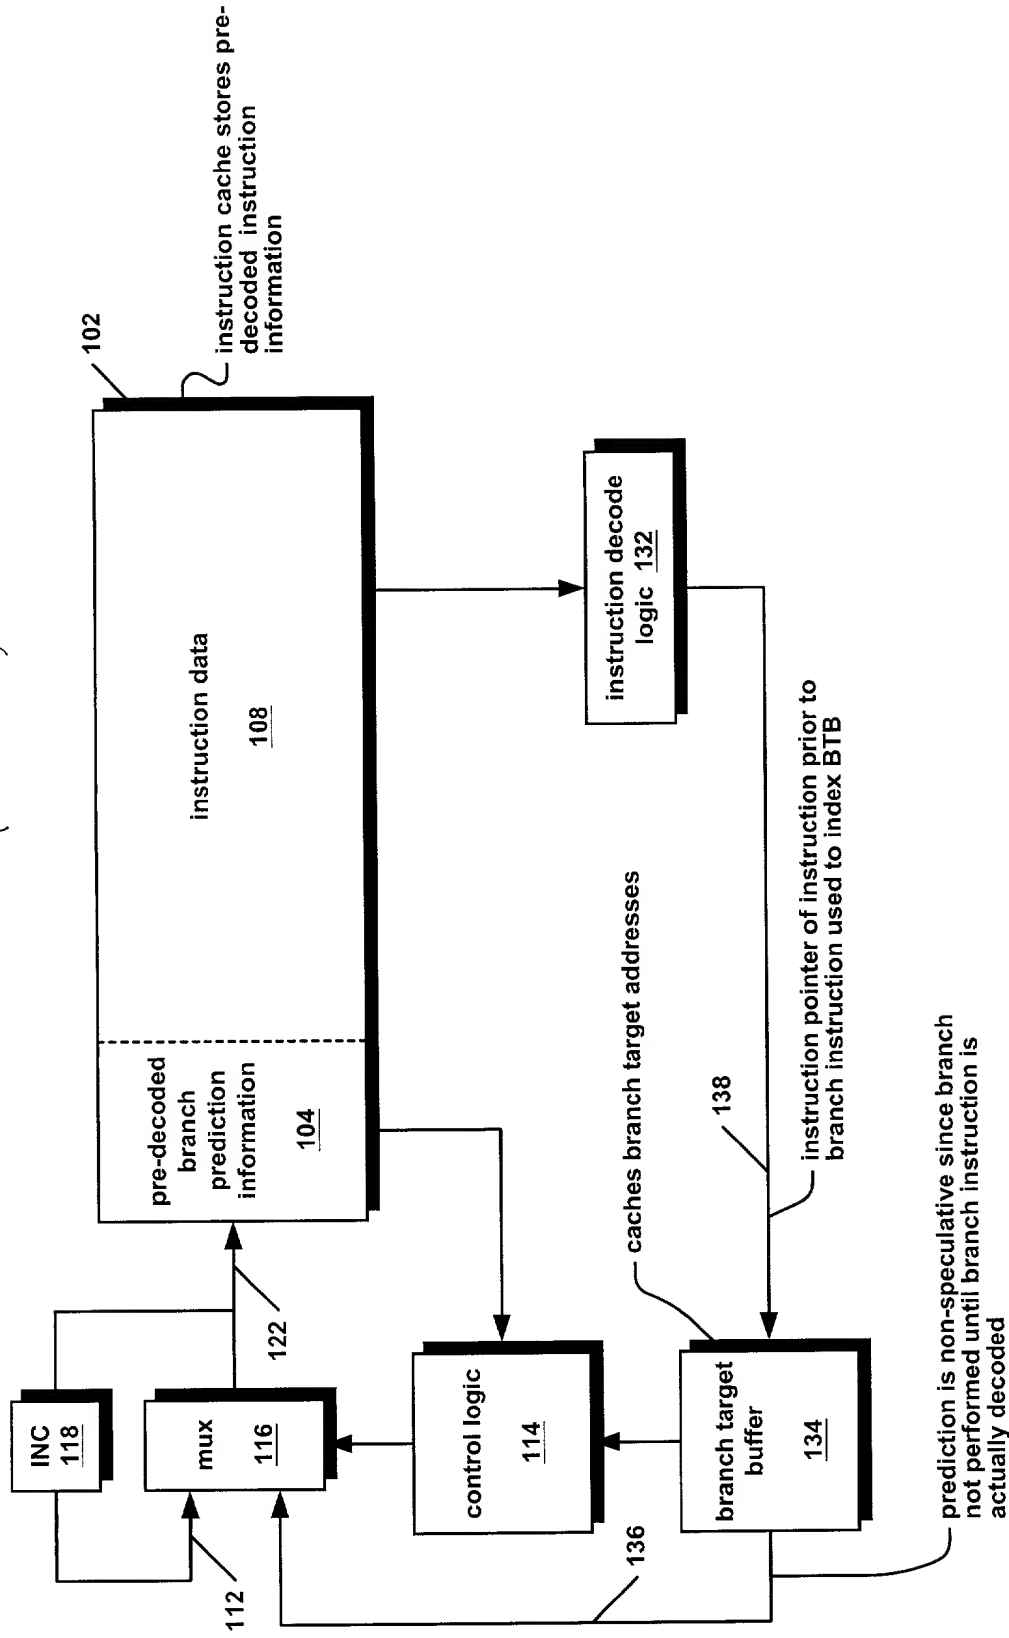 102
instruction cache stores pre-
decoded instruction
information
INC
118
112
mux
116
122
pre-decoded
branch
prediction
information
104
instruction data
108
control logic
114
instruction decode
logic 132
136
branch target
buffer
134
caches branch target addresses
138
instruction pointer of instruction prior to
branch instruction used to index BTB
prediction is non-speculative since branch
not performed until branch instruction is
actually decoded